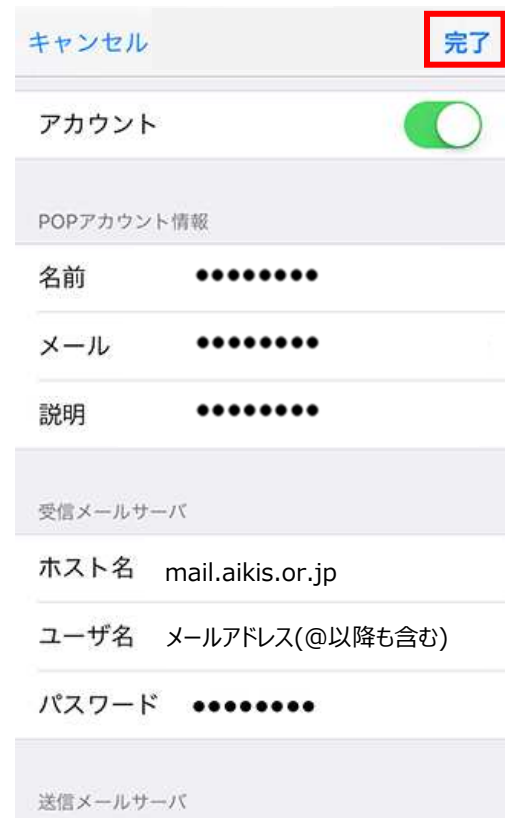 キャンセル 完了
アカウント
POPアカウント情報
名前 ●●●●●●●●
メール ●●●●●●●●
説明 ●●●●●●●●
受信メールサーバ
ホスト名 mail.aikis.or.jp
ユーザ名 メールアドレス(@以降も含む)
パスワード ●●●●●●●●
送信メールサーバ